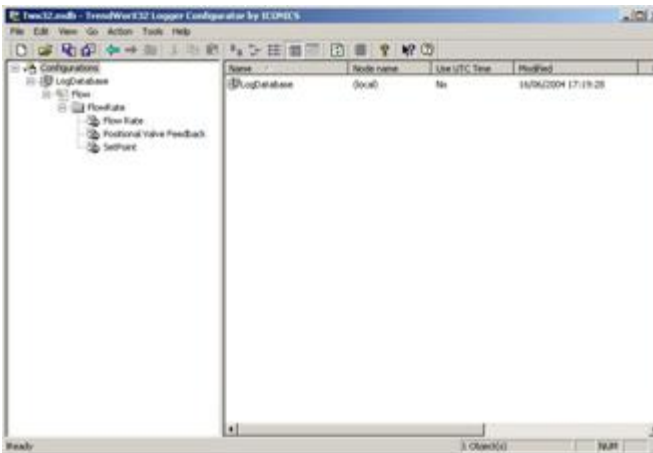 Twx32.mdb - TrendWorX32 Logger Configurator by ICONICS
File Edit View Go Action Tools Help
Configurations
LogDatabase
Flow
FlowRate
Flow Rate
Positional Valve Feedback
SetPoint
Name Node name Use UTC Time Modified
LogDatabase (local) No 16/06/2004 17:19:28
Ready 1 Object(s) NUM